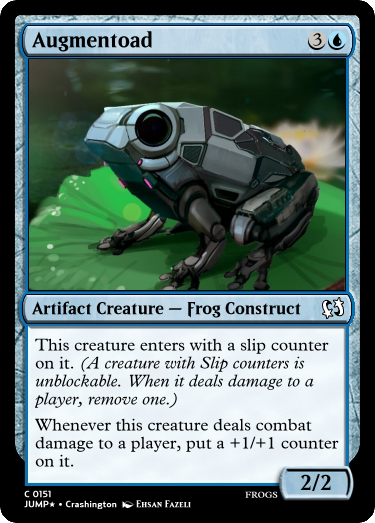 Augmentoad 3
Artifact Creature — Frog Construct
This creature enters with a slip counter
on it. (A creature with Slip counters is
unblockable. When it deals damage to a
player, remove one.)
Whenever this creature deals combat
damage to a player, put a +1/+1 counter
on it.
2/2
C 0151 FROGS
JUMP★ • Crashington Ehsan Fazeli